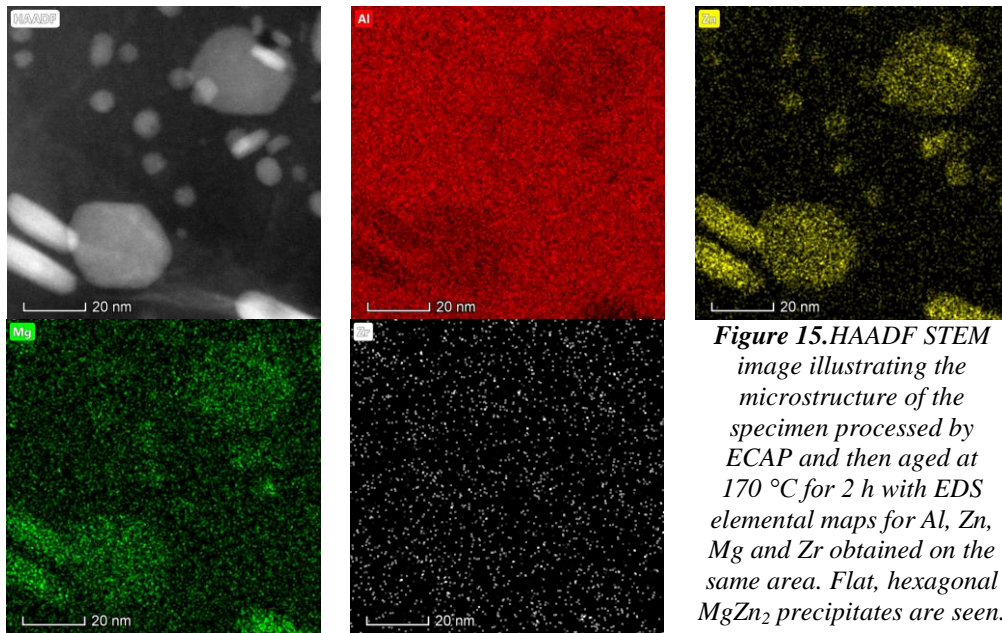 HAADF
Al
Zn
20 nm
20 nm
20 nm
Mg
Zr
20 nm
20 nm
Figure 15.HAADF STEM
image illustrating the
microstructure of the
specimen processed by
ECAP and then aged at
170 °C for 2 h with EDS
elemental maps for Al, Zn,
Mg and Zr obtained on the
same area. Flat, hexagonal
MgZn₂ precipitates are seen.